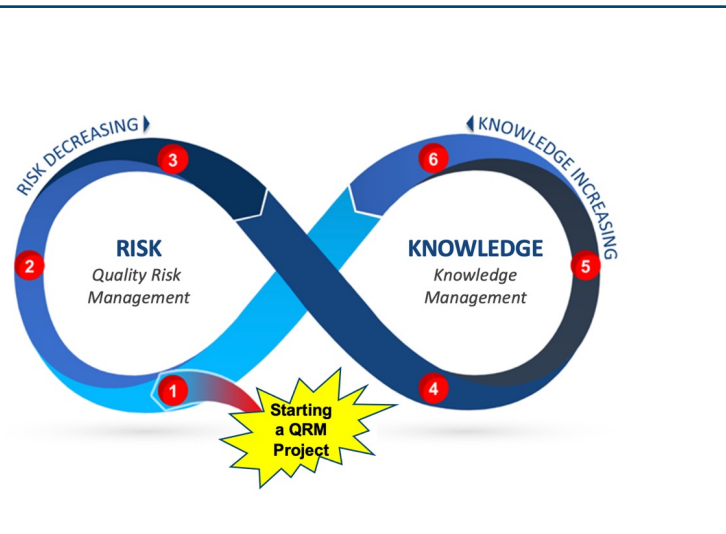 RISK DECREASING
KNOWLEDGE INCREASING
3
6
2
RISK
Quality Risk
Management
KNOWLEDGE
Knowledge
Management
5
1
4
Starting
a QRM
Project